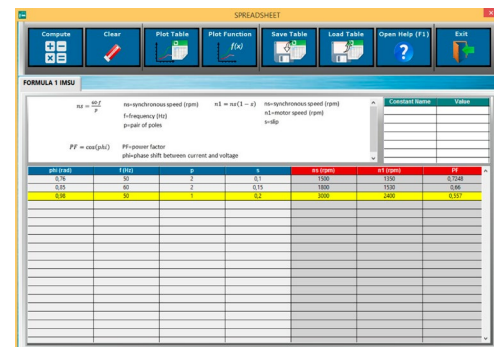 SPREADSHEET
Compute Clear Plot Table Plot Function Save Table Load Table Open Help (F1) Exit
f(x) ?
FORMULA 1 IMSU
ns = 60·f/p ns=synchronous speed (rpm) n1 = ns(1 − s) ns=synchronous speed (rpm) Constant Name Value
f=frequency (Hz) n1=motor speed (rpm)
p=pair of poles s=slip
PF = cos(phi) PF=power factor
phi=phase shift between current and voltage
phi (rad) f (Hz) p s ns (rpm) n1 (rpm) PF
0,76 50 2 0,1 1500 1350 0,7248
0,85 60 2 0,15 1800 1530 0,66
0,98 50 1 0,2 3000 2400 0,557